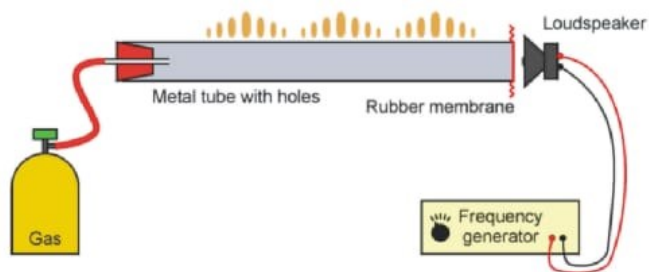 Loudspeaker
Metal tube with holes
Rubber membrane
Gas
Frequency
generator